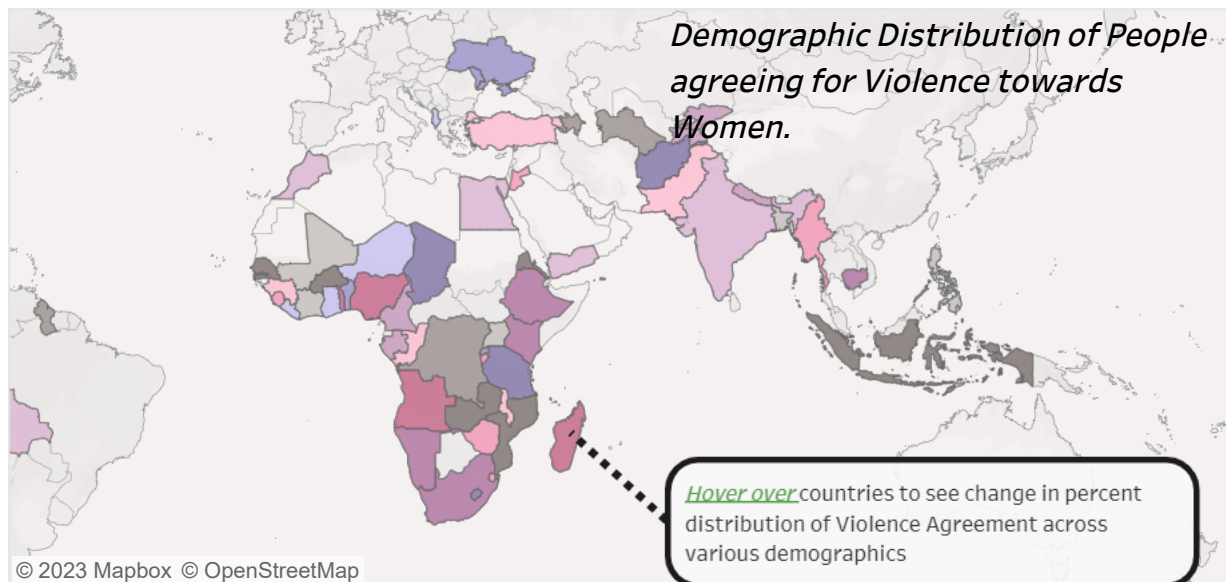 Demographic Distribution of People
agreeing for Violence towards
Women.
Hover over countries to see change in percent
distribution of Violence Agreement across
various demographics
© 2023 Mapbox © OpenStreetMap